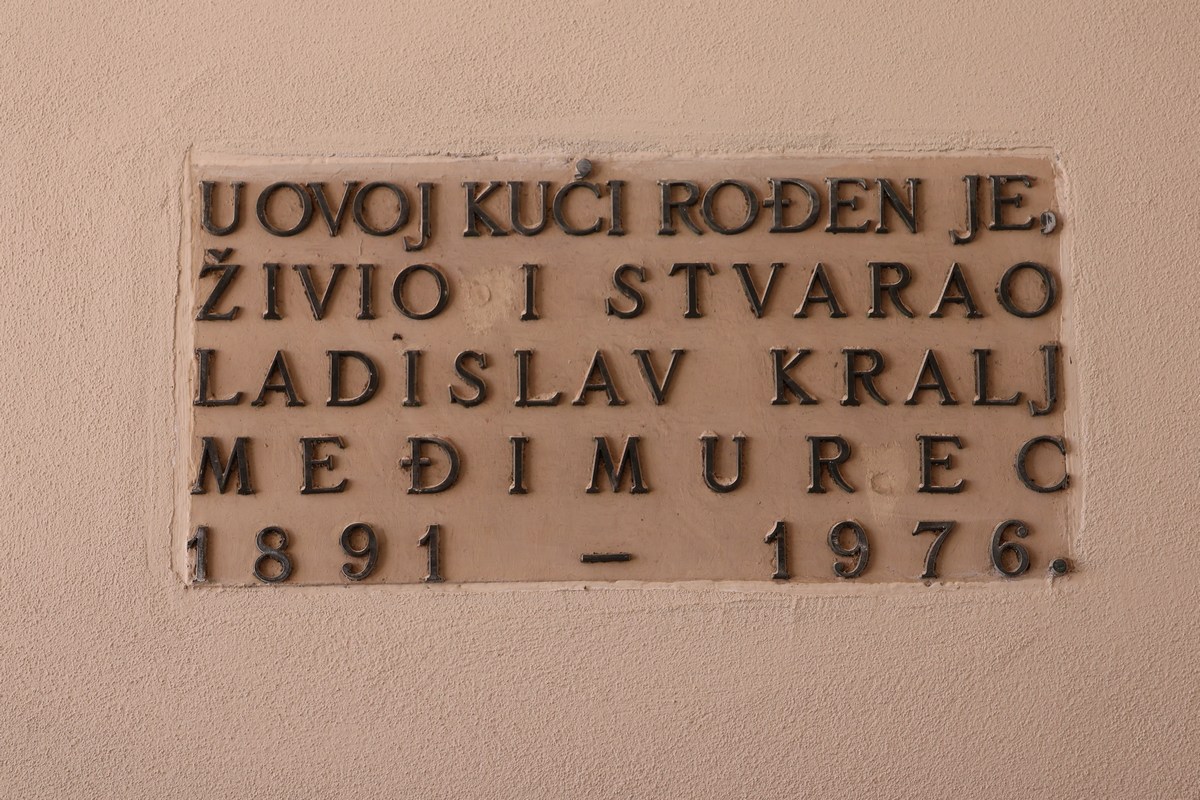 U OVOJ KUĆI ROĐEN JE,
ŽIVIO I STVARAO
LADISLAV KRALJ
MEĐIMUREC
1891 – 1976.